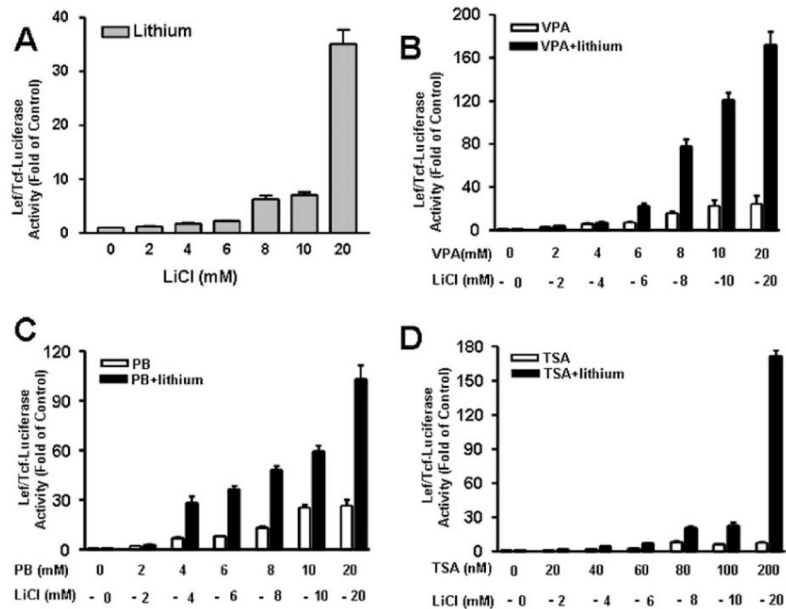 A
Lithium
Lef/Tcf-Luciferase
Activity (Fold of Control)
40
30
20
10
0
0 2 4 6 8 10 20
LiCl (mM)
B
VPA
VPA+lithium
Lef/Tcf-Luciferase
Activity (Fold of Control)
200
160
120
80
40
0
VPA(mM) 0 2 4 6 8 10 20
LiCl (mM) - 0 - 2 - 4 - 6 - 8 - 10 - 20
C
PB
PB+lithium
Lef/Tcf-Luciferase
Activity (Fold of Control)
120
90
60
30
0
PB (mM) 0 2 4 6 8 10 20
LiCl (mM) - 0 - 2 - 4 - 6 - 8 - 10 - 20
D
TSA
TSA+lithium
Lef/Tcf-Luciferase
Activity (Fold of Control)
180
150
120
90
60
30
0
TSA (nM) 0 20 40 60 80 100 200
LiCl (mM) - 0 - 2 - 4 - 6 - 8 - 10 - 20